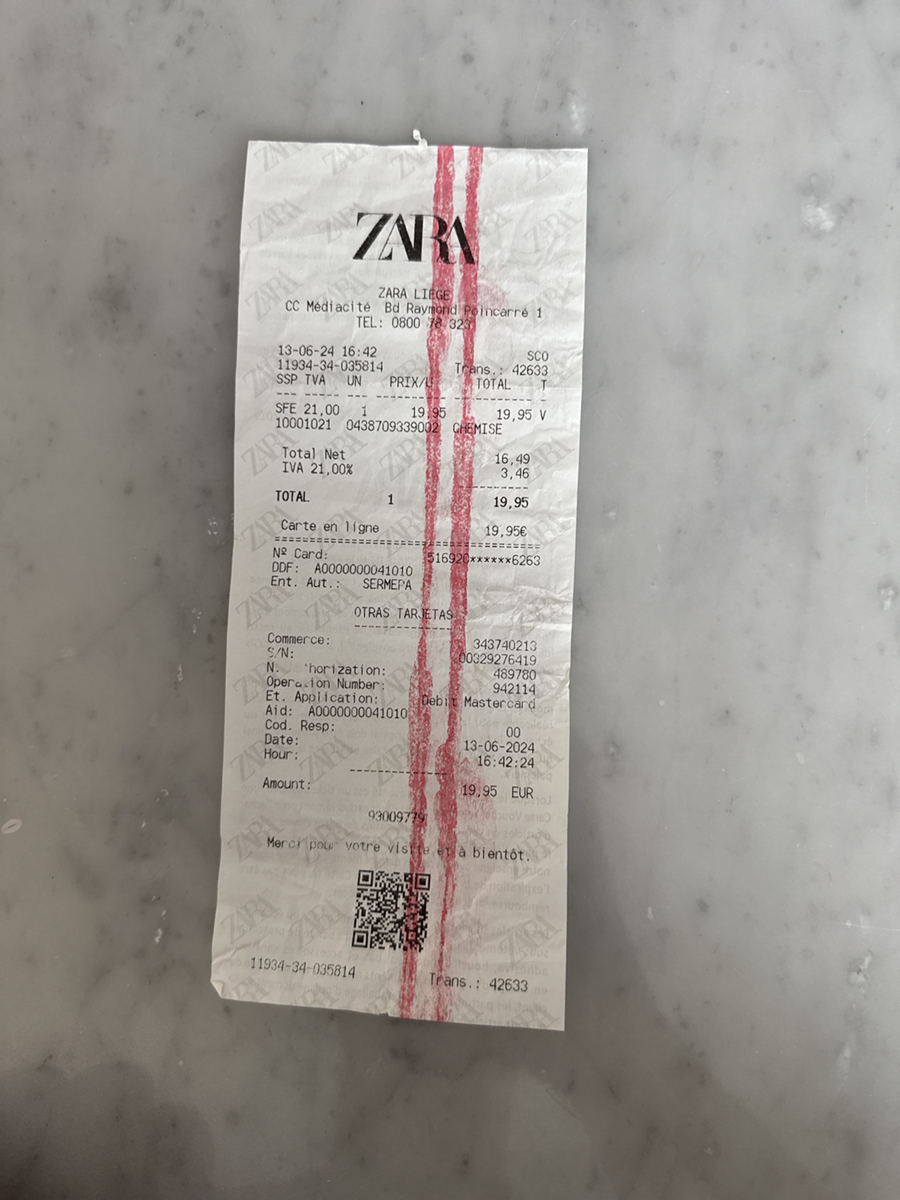 ZARA
ZARA LIEGE
CC Médiacité Bd Raymond Poincarré 1
TEL: 0800 78 323
13-06-24 16:42 SCO
11934-34-035814 Trans.: 42633
SSP TVA UN PRIX/U TOTAL T
SFE 21,00 1 19,95 19,95 V
10001021 0438709339002 CHEMISE
Total Net 16,49
IVA 21,00% 3,46
TOTAL 1 19,95
Carte en ligne 19,95€
Nº Card: 516920******6263
DDF: A0000000041010
Ent. Aut.: SERMEPA
OTRAS TARJETAS
Commerce: 343740213
S/N: 00329276419
N. horization: 489780
Operation Number: 942114
Et. Application: Debit Mastercard
Aid: A0000000041010
Cod. Resp: 00
Date: 13-06-2024
Hour: 16:42:24
Amount: 19,95 EUR
93009779
Merci pour votre visite et à bientôt.
11934-34-035814 Trans.: 42633